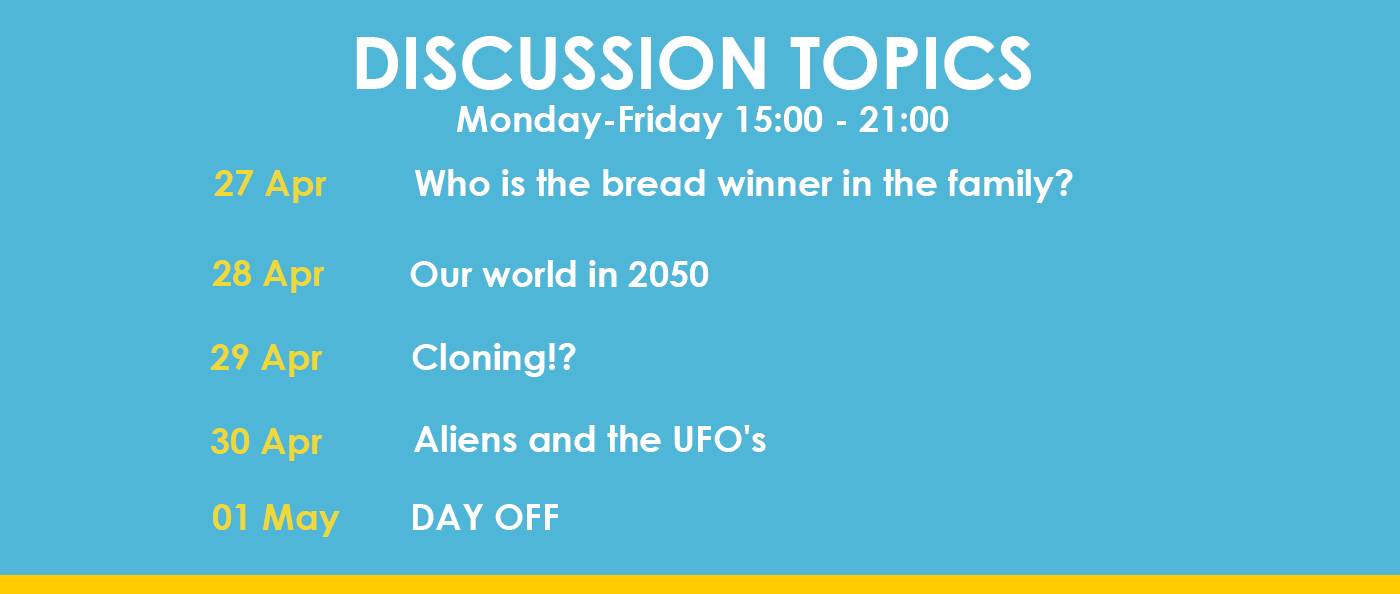 DISCUSSION TOPICS
Monday-Friday 15:00 - 21:00
27 Apr Who is the bread winner in the family?
28 Apr Our world in 2050
29 Apr Cloning!?
30 Apr Aliens and the UFO's
01 May DAY OFF